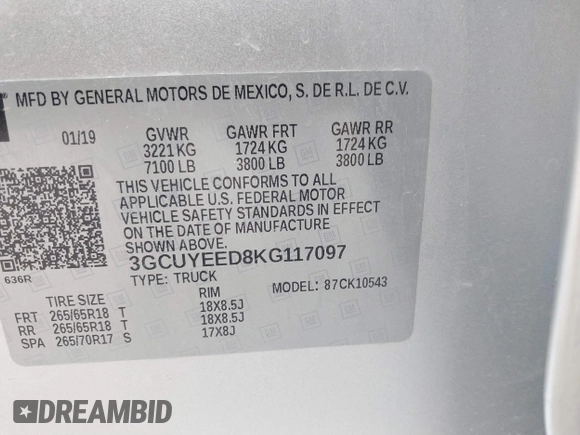 MFD BY GENERAL MOTORS DE MEXICO, S. DE R.L. DE C.V.
01/19 GVWR GAWR FRT GAWR RR
3221 KG 1724 KG 1724 KG
7100 LB 3800 LB 3800 LB
THIS VEHICLE CONFORMS TO ALL
APPLICABLE U.S. FEDERAL MOTOR
VEHICLE SAFETY STANDARDS IN EFFECT
ON THE DATE OF MANUFACTURE
SHOWN ABOVE.
636R 3GCUYEED8KG117097
TYPE: TRUCK
TIRE SIZE RIM MODEL: 87CK10543
FRT 265/65R18 T 18X8.5J
RR 265/65R18 T 18X8.5J
SPA 265/70R17 S 17X8J
GM
DREAMBID